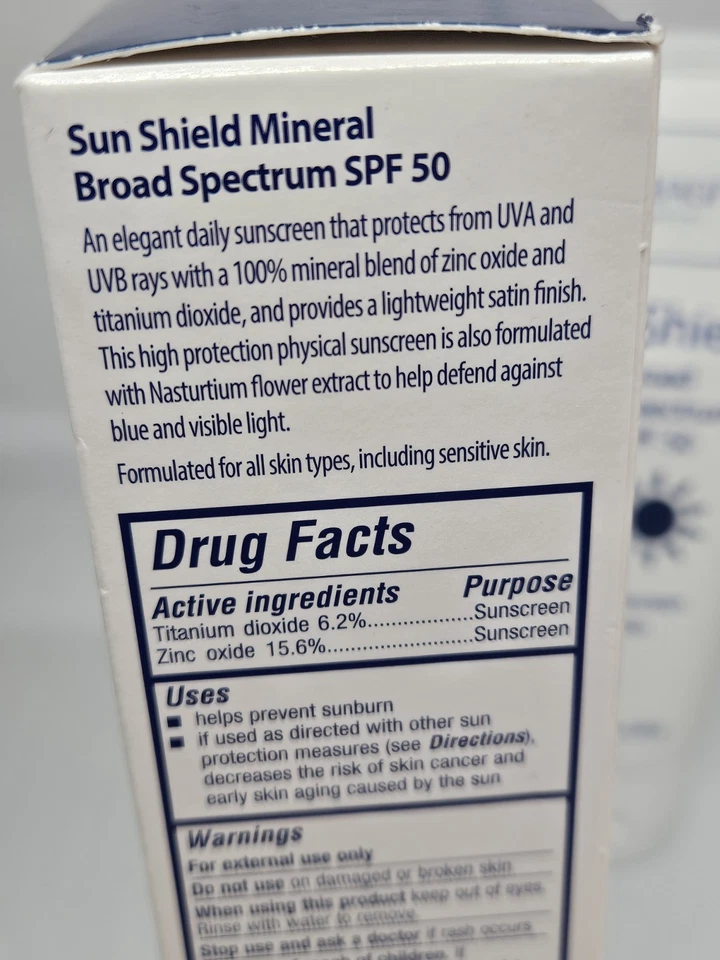 Sun Shield Mineral
Broad Spectrum SPF 50
An elegant daily sunscreen that protects from UVA and
UVB rays with a 100% mineral blend of zinc oxide and
titanium dioxide, and provides a lightweight satin finish.
This high protection physical sunscreen is also formulated
with Nasturtium flower extract to help defend against
blue and visible light.
Formulated for all skin types, including sensitive skin.
Drug Facts
Active ingredients Purpose
Titanium dioxide 6.2%..................Sunscreen
Zinc oxide 15.6%.........................Sunscreen
Uses
■ helps prevent sunburn
■ if used as directed with other sun
protection measures (see Directions),
decreases the risk of skin cancer and
early skin aging caused by the sun
Warnings
For external use only
Do not use on damaged or broken skin
When using this product keep out of eyes.
Rinse with water to remove.
Stop use and ask a doctor if rash occurs
of children. If
Shie